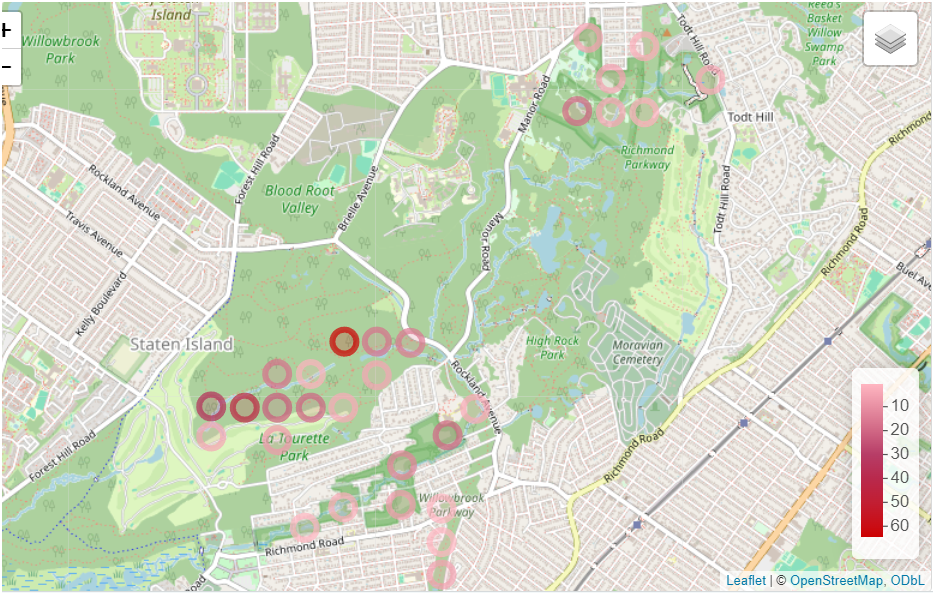 +
−
Island
Willowbrook
Park
Reed's
Basket
Willow
Swamp
Park
Todt Hill Road
Manor Road
Todt Hill
Richmond
Richmond
Parkway
Forest Hill Road
Rockland Avenue
Blood Root
Valley
Brielle Avenue
Todt Hill Road
Travis Avenue
Manor Road
Richmond Road
Buel Ave
Kelly Boulevard
Staten Island
High Rock
Park
Moravian
Cemetery
Rockland Avenue
10
20
30
40
50
60
Forest Hill Road
La Tourette
Park
Richmond Road
Willowbrook
Parkway
Richmond Road
Leaflet | © OpenStreetMap, ODbL